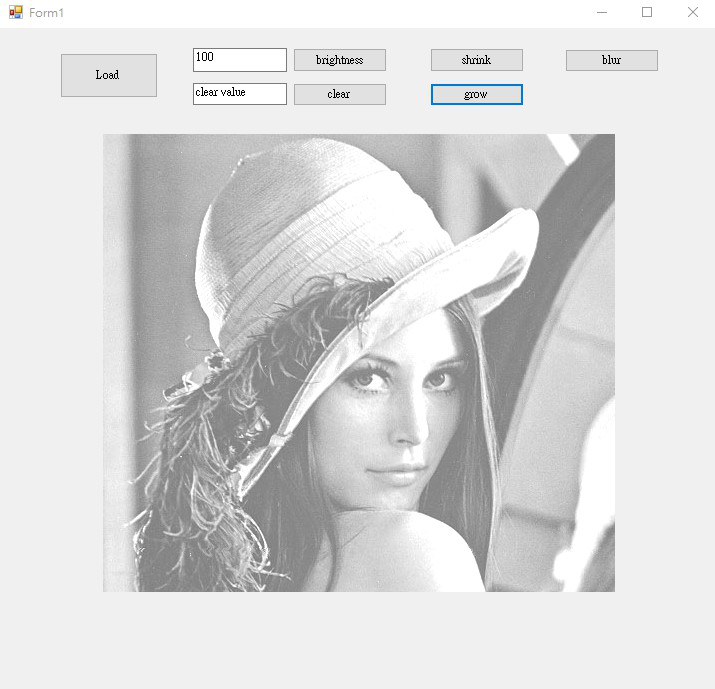 Form1
Load
100
brightness
shrink
blur
clear value
clear
grow